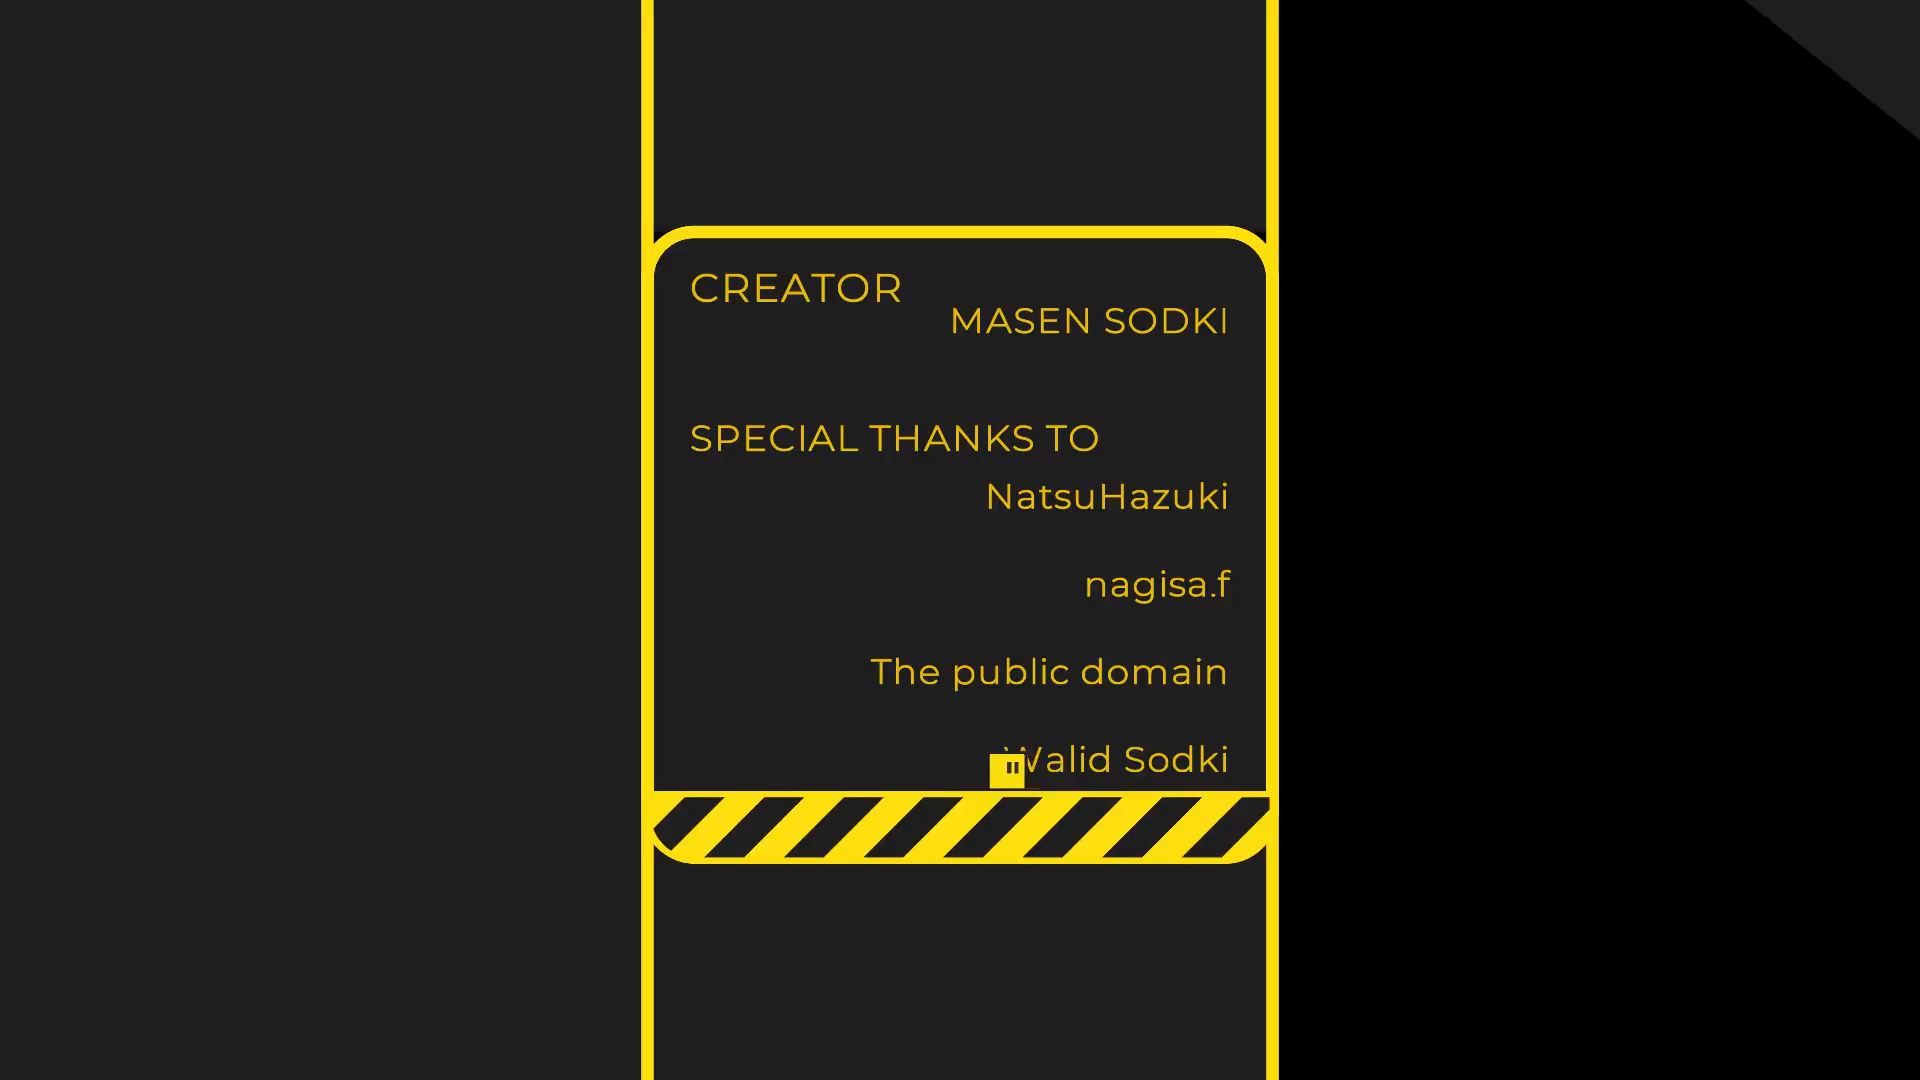 CREATOR
MASEN SODKI
SPECIAL THANKS TO
NatsuHazuki
nagisa.f
The public domain
Walid Sodki